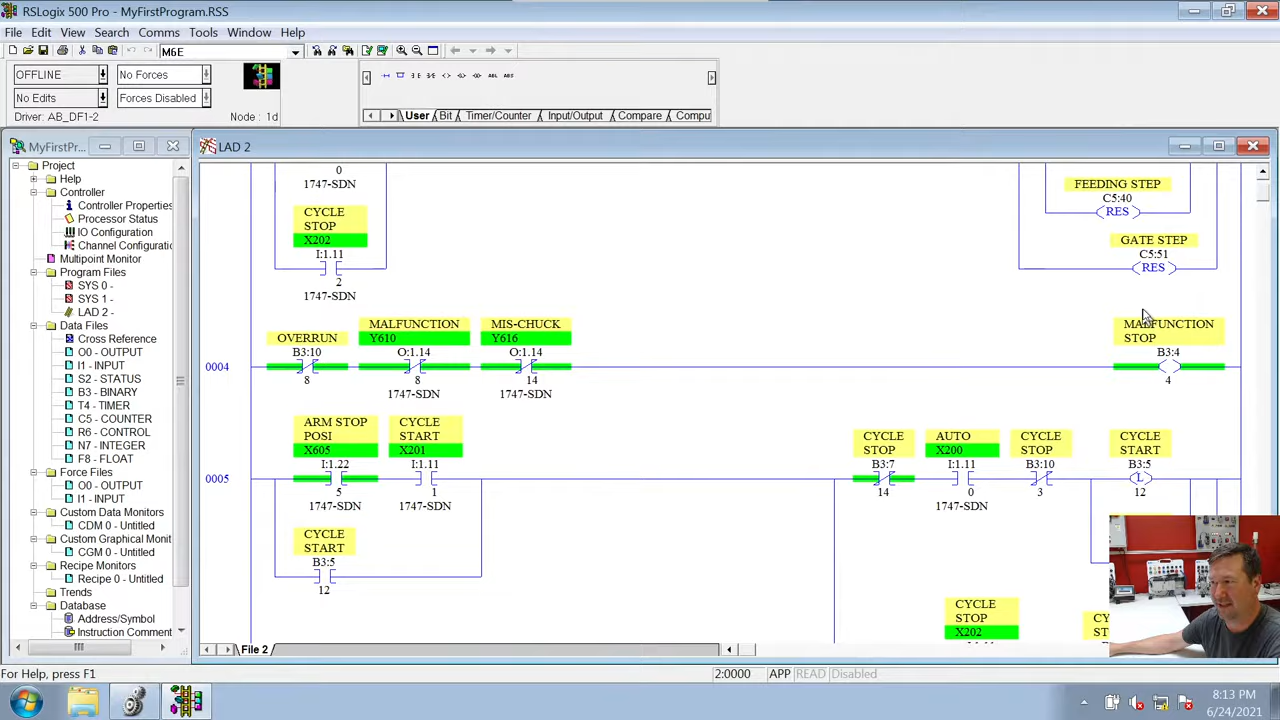 RSLogix 500 Pro - MyFirstProgram.RSS
File Edit View Search Comms Tools Window Help
M6E
OFFLINE No Forces
No Edits Forces Disabled
Driver: AB_DF1-2 Node : 1d
User Bit Timer/Counter Input/Output Compare Compu
MyFirstPr...
Project
Help
Controller
Controller Properties
Processor Status
IO Configuration
Channel Configuratio
Multipoint Monitor
Program Files
SYS 0 -
SYS 1 -
LAD 2 -
Data Files
Cross Reference
O0 - OUTPUT
I1 - INPUT
S2 - STATUS
B3 - BINARY
T4 - TIMER
C5 - COUNTER
R6 - CONTROL
N7 - INTEGER
F8 - FLOAT
Force Files
O0 - OUTPUT
I1 - INPUT
Custom Data Monitors
CDM 0 - Untitled
Custom Graphical Monit
CGM 0 - Untitled
Recipe Monitors
Recipe 0 - Untitled
Trends
Database
Address/Symbol
Instruction Comment
LAD 2
0
1747-SDN
CYCLE
STOP
X202
I:1.11
2
1747-SDN
FEEDING STEP
C5:40
RES
GATE STEP
C5:51
RES
0004
OVERRUN
B3:10
8
MALFUNCTION
Y610
O:1.14
8
1747-SDN
MIS-CHUCK
Y616
O:1.14
14
1747-SDN
MALFUNCTION
STOP
B3:4
4
0005
ARM STOP
POSI
X605
I:1.22
5
1747-SDN
CYCLE
START
X201
I:1.11
1
1747-SDN
CYCLE
STOP
B3:7
14
AUTO
X200
I:1.11
0
1747-SDN
CYCLE
STOP
B3:10
3
CYCLE
START
B3:5
L
12
CYCLE
START
B3:5
12
CYCLE
STOP
X202
CY
ST
File 2
For Help, press F1
2:0000 APP READ Disabled
8:13 PM
6/24/2021